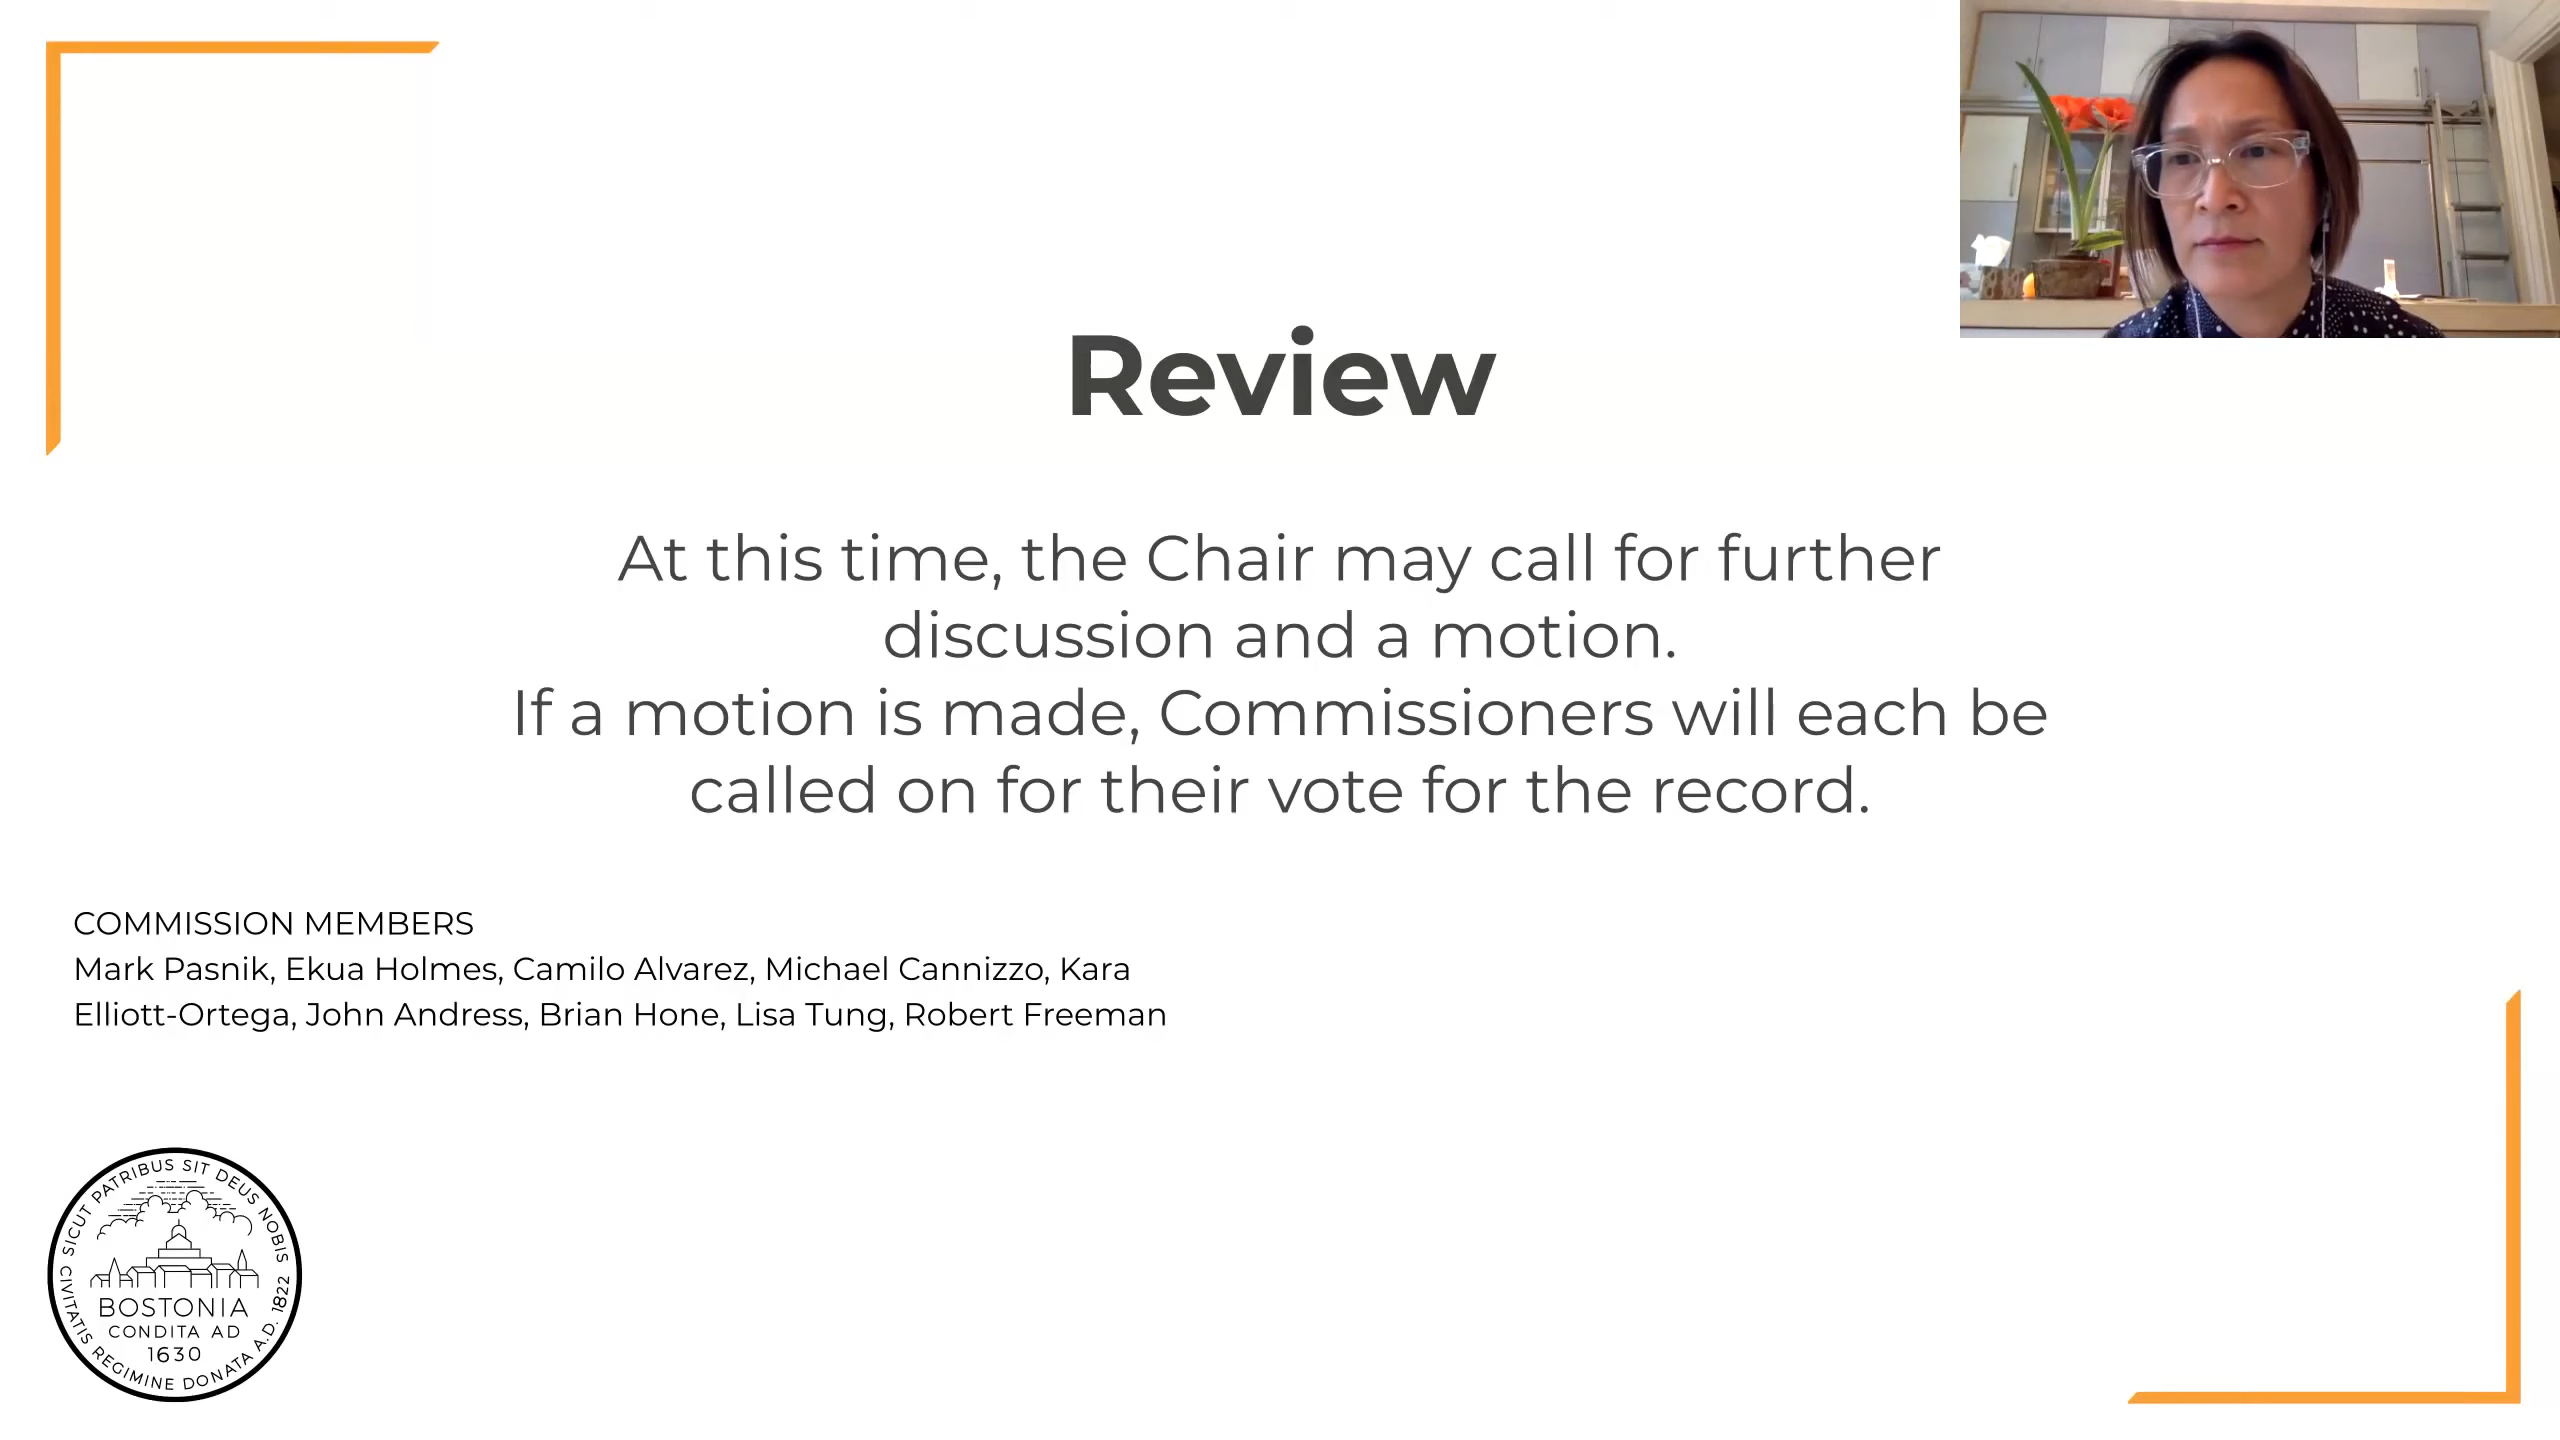 Review
At this time, the Chair may call for further
discussion and a motion.
If a motion is made, Commissioners will each be
called on for their vote for the record.
COMMISSION MEMBERS
Mark Pasnik, Ekua Holmes, Camilo Alvarez, Michael Cannizzo, Kara
Elliott-Ortega, John Andress, Brian Hone, Lisa Tung, Robert Freeman
SICUT PATRIBUS SIT DEUS NOBIS
CIVITATIS REGIMINE DONATA A.D. 1822
BOSTONIA
CONDITA AD
1630